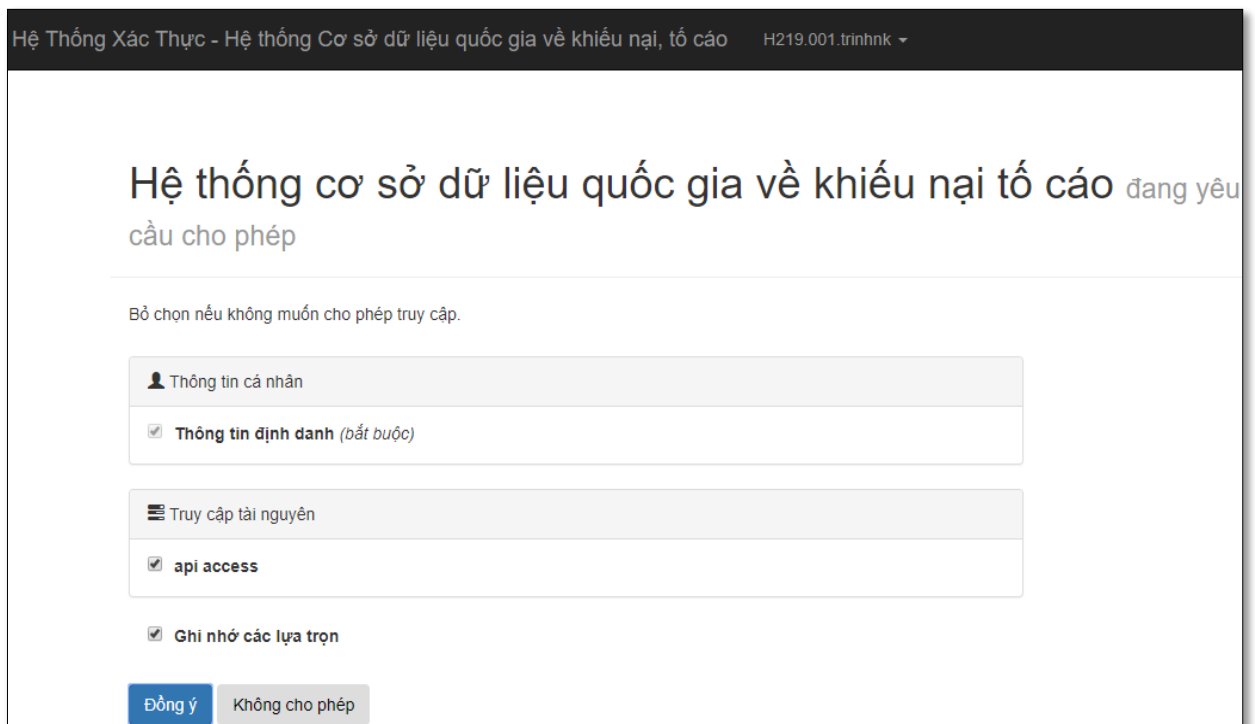 Hệ Thống Xác Thực - Hệ thống Cơ sở dữ liệu quốc gia về khiếu nại, tố cáo H219.001.trinhnk
Hệ thống cơ sở dữ liệu quốc gia về khiếu nại tố cáo đang yêu
cầu cho phép
Bỏ chọn nếu không muốn cho phép truy cập.
Thông tin cá nhân
Thông tin định danh (bắt buộc)
Truy cập tài nguyên
api access
Ghi nhớ các lựa trọn
Đồng ý Không cho phép